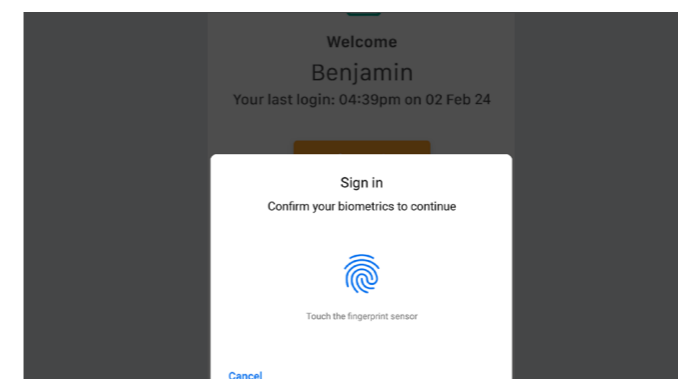 Welcome
Benjamin
Your last login: 04:39pm on 02 Feb 24
Sign in
Confirm your biometrics to continue
Touch the fingerprint sensor
Cancel